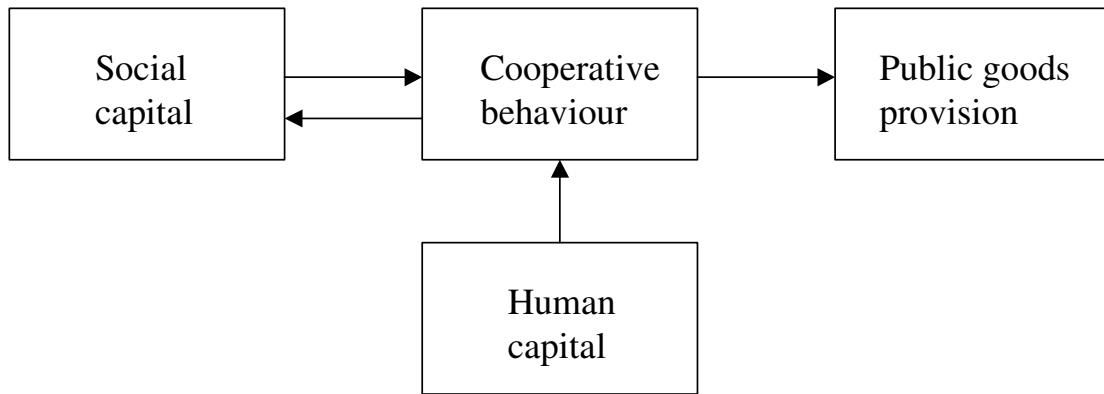 Social
capital
Cooperative
behaviour
Public goods
provision
Human
capital